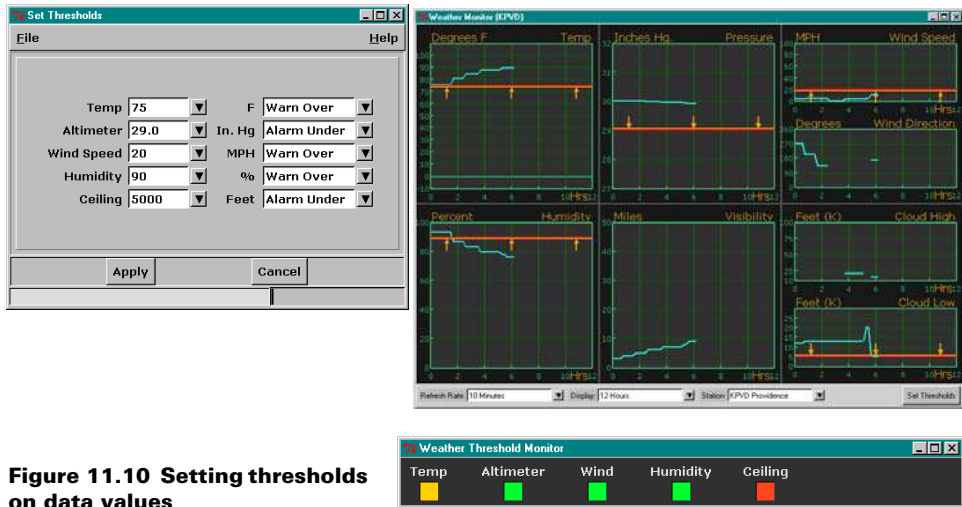 Set Thresholds
File Help
Temp 75 F Warn Over
Altimeter 29.0 In. Hg Alarm Under
Wind Speed 20 MPH Warn Over
Humidity 90 % Warn Over
Ceiling 5000 Feet Alarm Under
Apply Cancel
Weather Monitor (KPVD)
Degrees F Temp
Inches Hg. Pressure
MPH Wind Speed
Degrees Wind Direction
Percent Humidity
Miles Visibility
Feet (K) Cloud High
Feet (K) Cloud Low
Refresh Rate 10 Minutes Display 12 Hours Station KPVD Providence Set Thresholds
Weather Threshold Monitor
Temp Altimeter Wind Humidity Ceiling
Figure 11.10 Setting thresholds
on data values